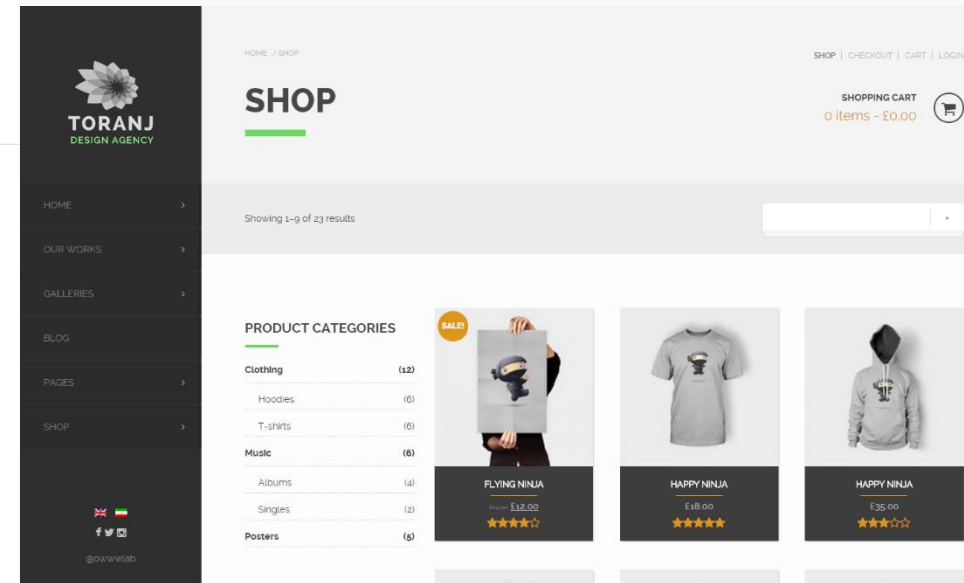 TORANJ
DESIGN AGENCY
HOME
OUR WORKS
GALLERIES
BLOG
PAGES
SHOP
@owwwlab
HOME / SHOP
SHOP | CHECKOUT | CART | LOGIN
SHOP
SHOPPING CART
0 items - £0.00
Showing 1–9 of 23 results
PRODUCT CATEGORIES
Clothing (12)
Hoodies (6)
T-shirts (6)
Music (6)
Albums (4)
Singles (2)
Posters (5)
SALE!
FLYING NINJA
£12.00
HAPPY NINJA
£18.00
HAPPY NINJA
£35.00